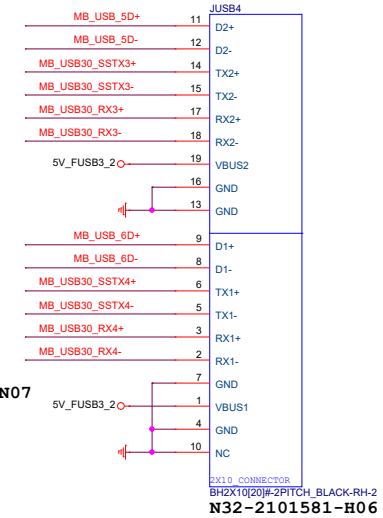 JUSB4
MB_USB_5D+ 11 D2+
MB_USB_5D- 12 D2-
MB_USB30_SSTX3+ 14 TX2+
MB_USB30_SSTX3- 15 TX2-
MB_USB30_RX3+ 17 RX2+
MB_USB30_RX3- 18 RX2-
5V_FUSB3_2 19 VBUS2
16 GND
13 GND
MB_USB_6D+ 9 D1+
MB_USB_6D- 8 D1-
MB_USB30_SSTX4+ 6 TX1+
MB_USB30_SSTX4- 5 TX1-
MB_USB30_RX4+ 3 RX1+
MB_USB30_RX4- 2 RX1-
7 GND
N07
5V_FUSB3_2 1 VBUS1
4 GND
10 NC
2X10_CONNECTOR
BH2X10[20]#-2PITCH_BLACK-RH-2
N32-2101581-H06